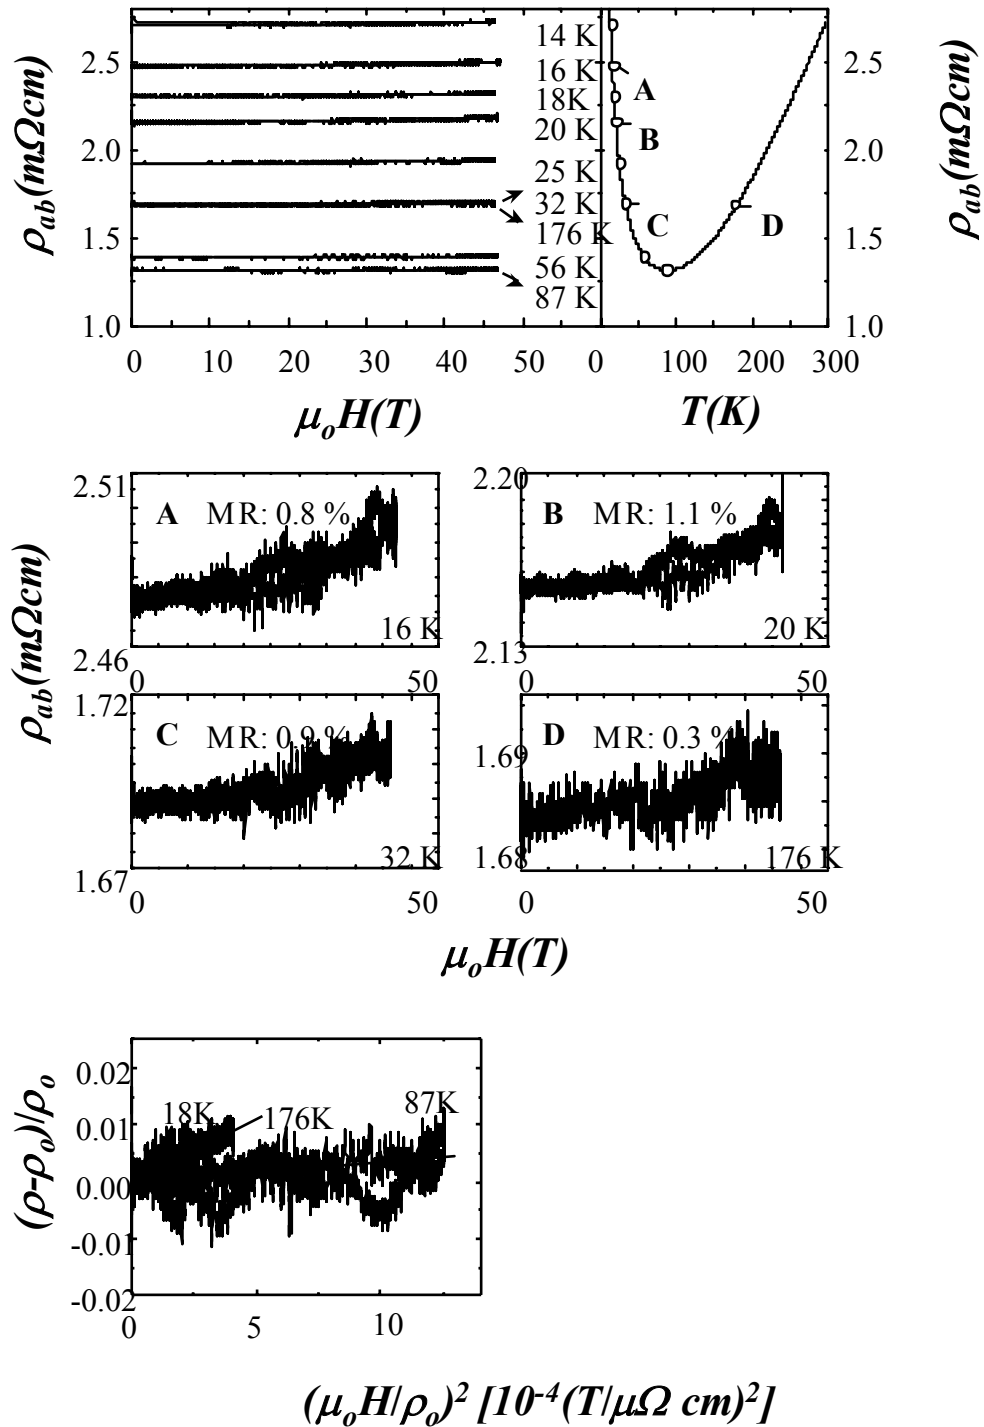 ρab(mΩcm)
2.5
2.0
1.5
1.0
0 10 20 30 40 50
μoH(T)
14 K
16 K
18K
20 K
25 K
32 K
176 K
56 K
87 K
A
B
C
D
0 100 200 300
T(K)
2.5
2.0
1.5
1.0
ρab(mΩcm)
ρab(mΩcm)
2.51
A MR: 0.8 %
16 K
2.46
0 50
2.20
B MR: 1.1 %
20 K
2.13
0 50
1.72
C MR: 0.9 %
32 K
1.67
0 50
1.69
D MR: 0.3 %
1.68
176 K
0 50
μoH(T)
(ρ-ρo)/ρo
0.02
0.01
0.00
-0.01
-0.02
18K
176K
87K
0 5 10
(μoH/ρo)2 [10-4(T/μΩ cm)2]